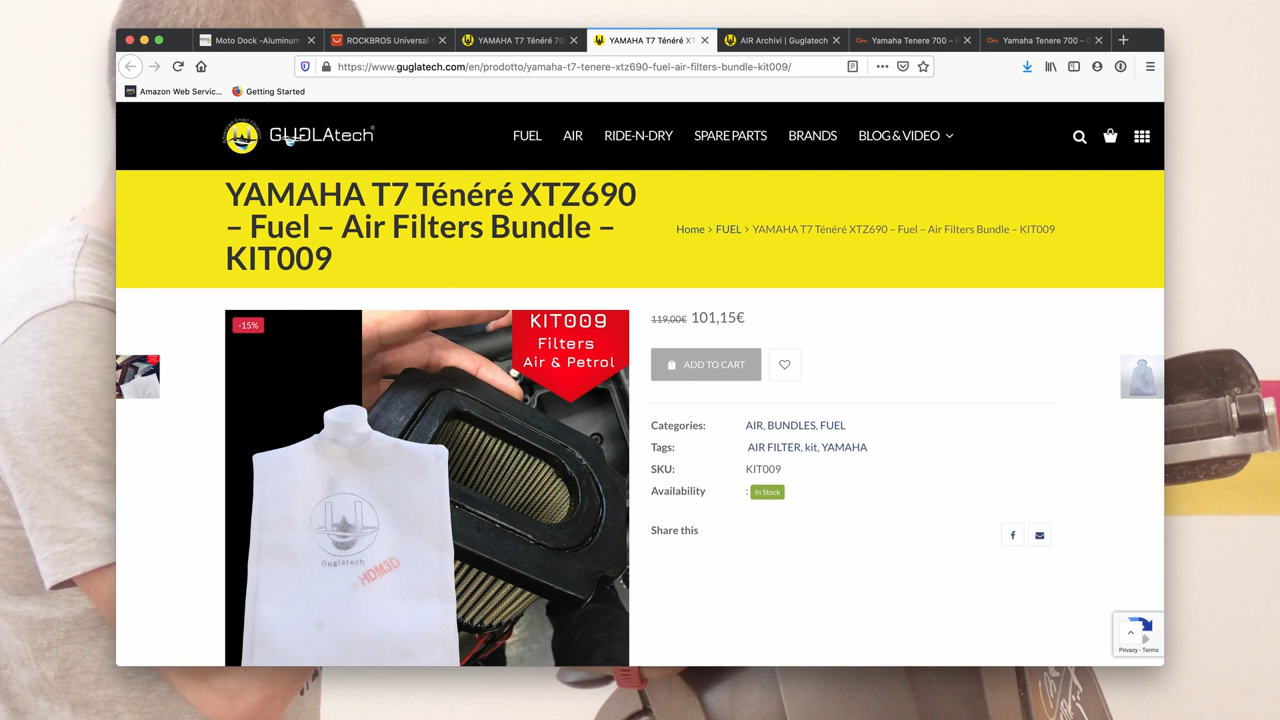 Moto Dock -Aluminum
ROCKBROS Universal A
YAMAHA T7 Ténéré 70
YAMAHA T7 Ténéré XT
AIR Archivi | Guglatech
Yamaha Tenere 700 – F
Yamaha Tenere 700 –
https://www.guglatech.com/en/prodotto/yamaha-t7-tenere-xtz690-fuel-air-filters-bundle-kit009/
Amazon Web Servic...
Getting Started
GUGLAtech
FUEL
AIR
RIDE-N-DRY
SPARE PARTS
BRANDS
BLOG & VIDEO
YAMAHA T7 Ténéré XTZ690
– Fuel – Air Filters Bundle –
KIT009
Home > FUEL > YAMAHA T7 Ténéré XTZ690 – Fuel – Air Filters Bundle – KIT009
-15%
KIT009
Filters
Air & Petrol
Guglatech
HDM3D
119,00€ 101,15€
ADD TO CART
Categories: AIR, BUNDLES, FUEL
Tags: AIR FILTER, kit, YAMAHA
SKU: KIT009
Availability : In Stock
Share this
Privacy - Terms